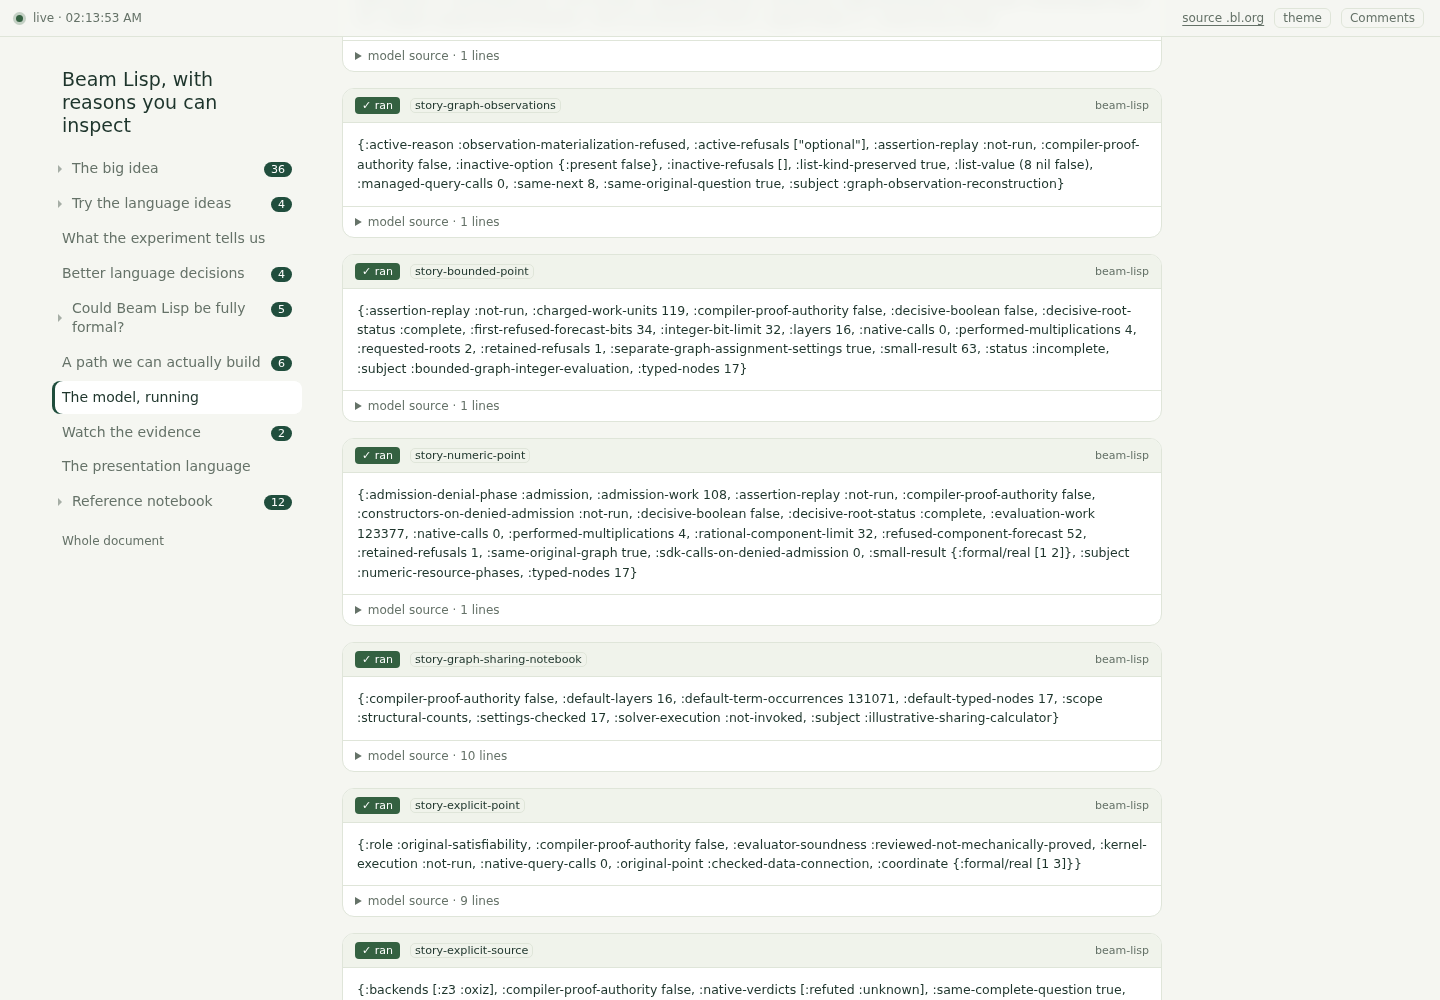 live · 02:13:53 AM
source .bl.org
theme
Comments
Beam Lisp, with
reasons you can
inspect
The big idea 36
Try the language ideas 4
What the experiment tells us
Better language decisions 4
Could Beam Lisp be fully
formal? 5
A path we can actually build 6
The model, running
Watch the evidence 2
The presentation language
Reference notebook 12
Whole document
model source · 1 lines
✓ ran story-graph-observations beam-lisp
{:active-reason :observation-materialization-refused, :active-refusals ["optional"], :assertion-replay :not-run, :compiler-proof-
authority false, :inactive-option {:present false}, :inactive-refusals [], :list-kind-preserved true, :list-value (8 nil false),
:managed-query-calls 0, :same-next 8, :same-original-question true, :subject :graph-observation-reconstruction}
model source · 1 lines
✓ ran story-bounded-point beam-lisp
{:assertion-replay :not-run, :charged-work-units 119, :compiler-proof-authority false, :decisive-boolean false, :decisive-root-
status :complete, :first-refused-forecast-bits 34, :integer-bit-limit 32, :layers 16, :native-calls 0, :performed-multiplications 4,
:requested-roots 2, :retained-refusals 1, :separate-graph-assignment-settings true, :small-result 63, :status :incomplete,
:subject :bounded-graph-integer-evaluation, :typed-nodes 17}
model source · 1 lines
✓ ran story-numeric-point beam-lisp
{:admission-denial-phase :admission, :admission-work 108, :assertion-replay :not-run, :compiler-proof-authority false,
:constructors-on-denied-admission :not-run, :decisive-boolean false, :decisive-root-status :complete, :evaluation-work
123377, :native-calls 0, :performed-multiplications 4, :rational-component-limit 32, :refused-component-forecast 52,
:retained-refusals 1, :same-original-graph true, :sdk-calls-on-denied-admission 0, :small-result {:formal/real [1 2]}, :subject
:numeric-resource-phases, :typed-nodes 17}
model source · 1 lines
✓ ran story-graph-sharing-notebook beam-lisp
{:compiler-proof-authority false, :default-layers 16, :default-term-occurrences 131071, :default-typed-nodes 17, :scope
:structural-counts, :settings-checked 17, :solver-execution :not-invoked, :subject :illustrative-sharing-calculator}
model source · 10 lines
✓ ran story-explicit-point beam-lisp
{:role :original-satisfiability, :compiler-proof-authority false, :evaluator-soundness :reviewed-not-mechanically-proved, :kernel-
execution :not-run, :native-query-calls 0, :original-point :checked-data-connection, :coordinate {:formal/real [1 3]}}
model source · 9 lines
✓ ran story-explicit-source beam-lisp
{:backends [:z3 :oxiz], :compiler-proof-authority false, :native-verdicts [:refuted :unknown], :same-complete-question true,